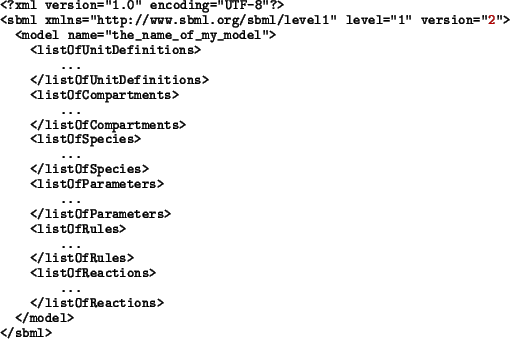 <?xml version="1.0" encoding="UTF-8"?>
<sbml xmlns="http://www.sbml.org/sbml/level1" level="1" version="2">
  <model name="the_name_of_my_model">
    <listOfUnitDefinitions>
        ...
    </listOfUnitDefinitions>
    <listOfCompartments>
        ...
    </listOfCompartments>
    <listOfSpecies>
        ...
    </listOfSpecies>
    <listOfParameters>
        ...
    </listOfParameters>
    <listOfRules>
        ...
    </listOfRules>
    <listOfReactions>
        ...
    </listOfReactions>
  </model>
</sbml>